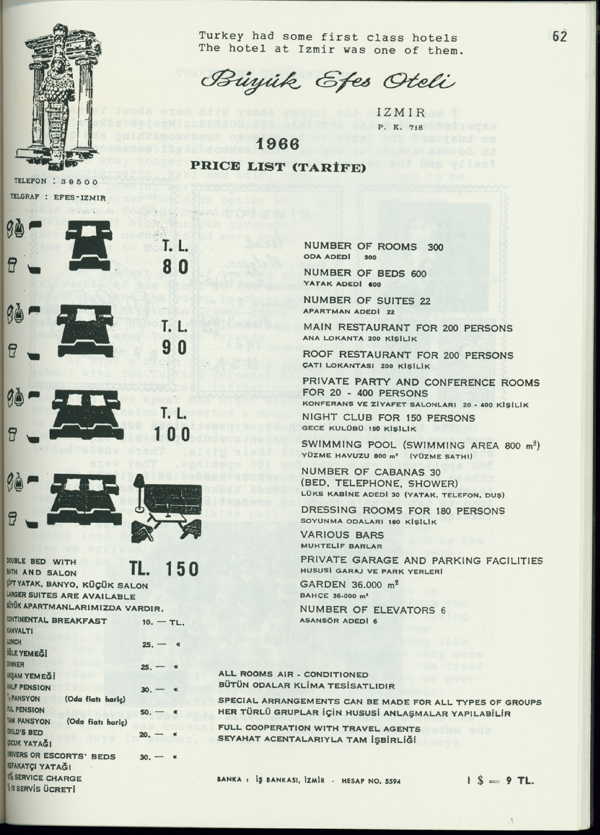 62
Turkey had some first class hotels
The hotel at Izmir was one of them.
Büyük Efes Oteli
IZMIR
P. K. 718
1966
PRICE LIST (TARİFE)
TELEFON : 39500
TELGRAF : EFES-IZMIR
T. L.
80
T. L.
90
T. L.
100
TL. 150
DOUBLE BED WITH
BATH AND SALON
ÇİFT YATAK, BANYO, KÜÇÜK SALON
LARGER SUITES ARE AVAILABLE
BÜYÜK APARTMANLARIMIZDA VARDIR.
CONTINENTAL BREAKFAST 10. — TL.
KAHVALTI
LUNCH 25. — «
ÖĞLE YEMEĞİ
DINNER 25. — «
AKŞAM YEMEĞİ
HALF PENSION 30. — «
½ PANSYON (Oda fiatı hariç)
FULL PENSION 50. — «
TAM PANSYON (Oda fiatı hariç)
CHILD'S BED 20. — «
ÇOCUK YATAĞI
DRIVERS OR ESCORTS' BEDS 30. — «
REFAKATÇI YATAĞI
% SERVICE CHARGE
% 15 SERVİS ÜCRETİ
NUMBER OF ROOMS 300
ODA ADEDİ 300
NUMBER OF BEDS 600
YATAK ADEDİ 600
NUMBER OF SUITES 22
APARTMAN ADEDİ 22
MAIN RESTAURANT FOR 200 PERSONS
ANA LOKANTA 200 KİŞİLİK
ROOF RESTAURANT FOR 200 PERSONS
ÇATI LOKANTASI 200 KİŞİLİK
PRIVATE PARTY AND CONFERENCE ROOMS
FOR 20 - 400 PERSONS
KONFERANS VE ZİYAFET SALONLARI 20 - 400 KİŞİLİK
NIGHT CLUB FOR 150 PERSONS
GECE KULÜBÜ 150 KİŞİLİK
SWIMMING POOL (SWIMMING AREA 800 m²)
YÜZME HAVUZU 800 m² (YÜZME SATHI)
NUMBER OF CABANAS 30
(BED, TELEPHONE, SHOWER)
LÜKS KABİNE ADEDİ 30 (YATAK, TELEFON, DUŞ)
DRESSING ROOMS FOR 180 PERSONS
SOYUNMA ODALARI 180 KİŞİLİK
VARIOUS BARS
MUHTELİF BARLAR
PRIVATE GARAGE AND PARKING FACILITIES
HUSUSİ GARAJ VE PARK YERLERİ
GARDEN 36.000 m²
BAHÇE 36.000 m²
NUMBER OF ELEVATORS 6
ASANSÖR ADEDİ 6
ALL ROOMS AIR - CONDITIONED
BÜTÜN ODALAR KLİMA TESİSATLIDIR
SPECIAL ARRANGEMENTS CAN BE MADE FOR ALL TYPES OF GROUPS
HER TÜRLÜ GRUPLAR İÇİN HUSUSİ ANLAŞMALAR YAPILABİLİR
FULL COOPERATION WITH TRAVEL AGENTS
SEYAHAT ACENTALARIYLA TAM İŞBİRLİĞİ
BANKA : İŞ BANKASI, İZMİR - HESAP NO. 5594
1 $ = 9 TL.